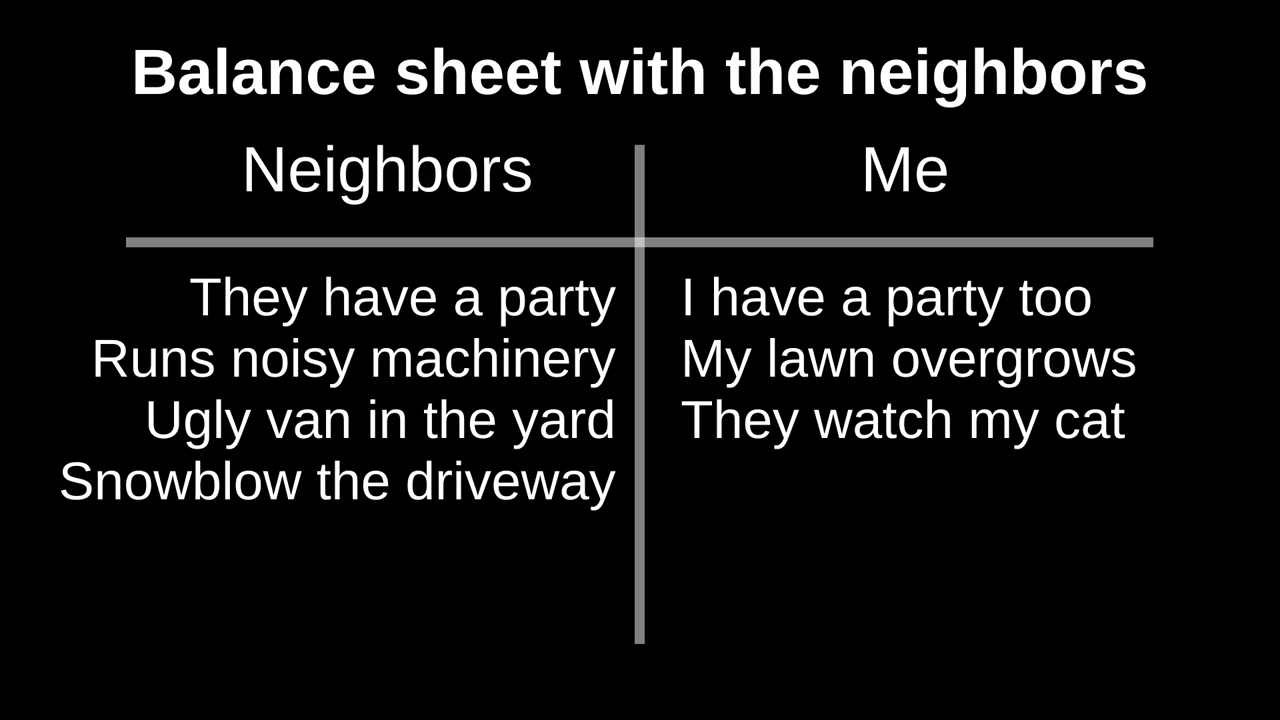 Balance sheet with the neighbors
Neighbors
Me
They have a party
Runs noisy machinery
Ugly van in the yard
Snowblow the driveway
I have a party too
My lawn overgrows
They watch my cat